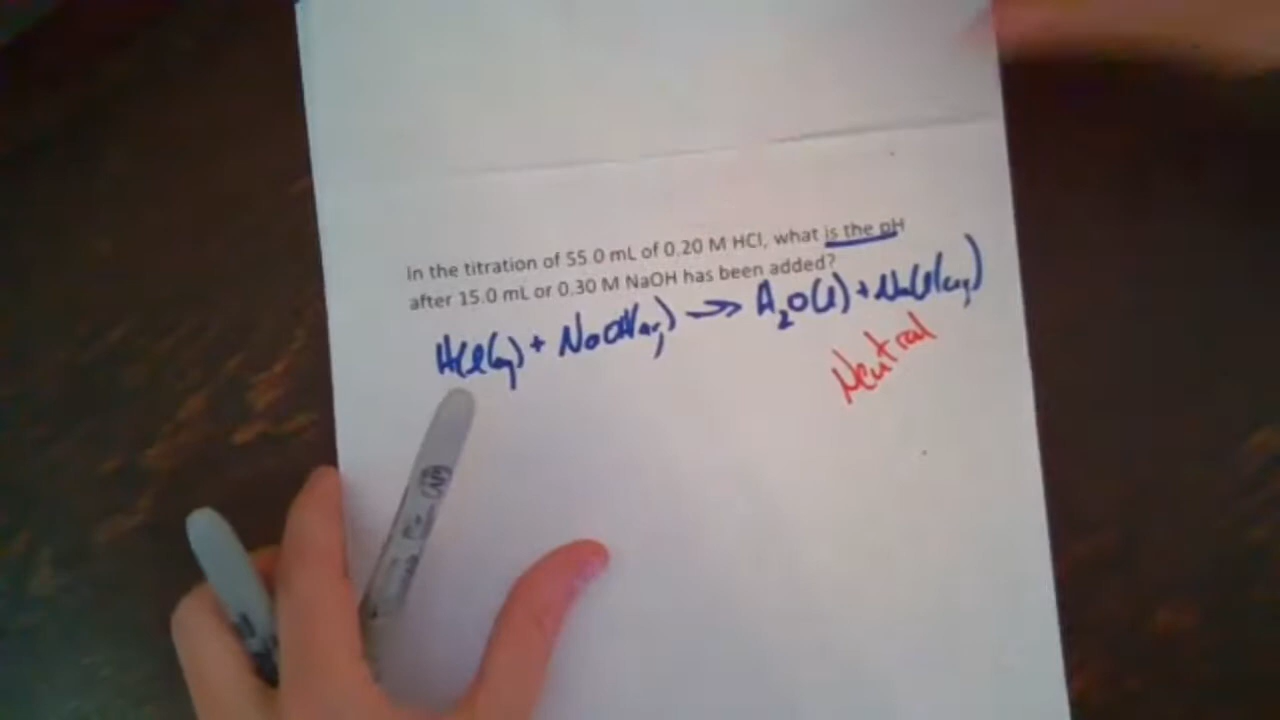 In the titration of 55.0 mL of 0.20 M HCl, what is the pH
after 15.0 mL or 0.30 M NaOH has been added?
HCl(aq) + NaOH(aq) → H₂O(l) + NaCl(aq)
Neutral